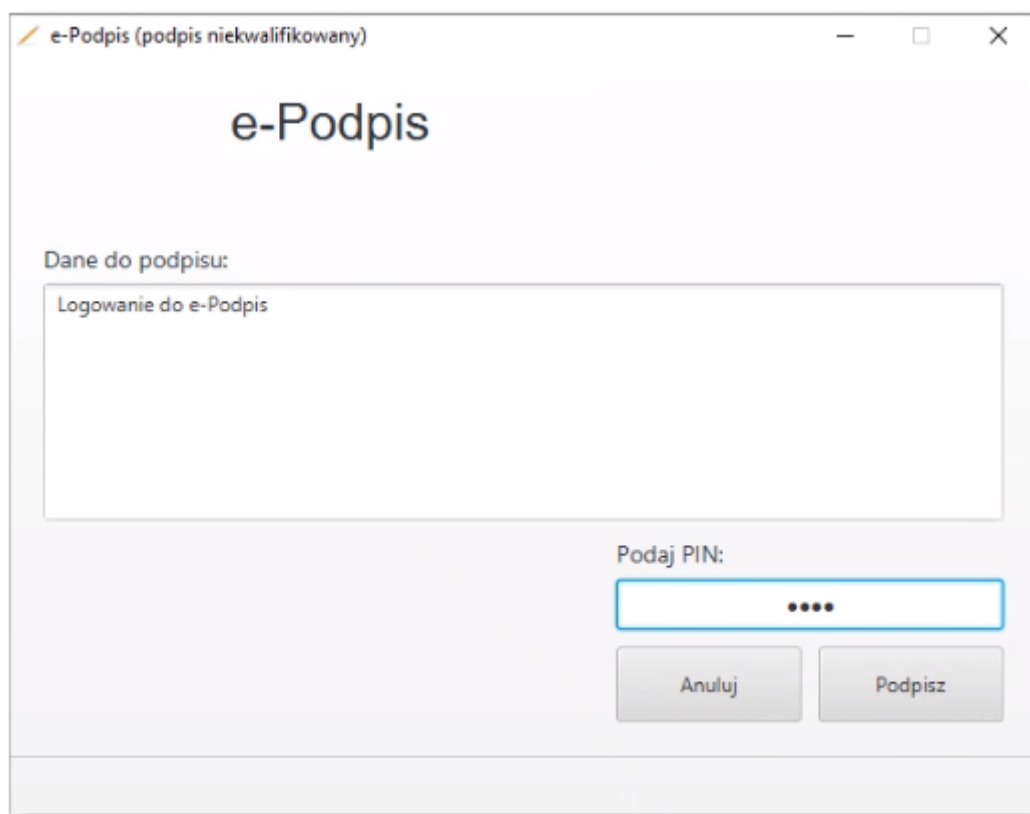 e-Podpis (podpis niekwalifikowany)
e-Podpis
Dane do podpisu:
Logowanie do e-Podpis
Podaj PIN:
••••
Anuluj
Podpisz